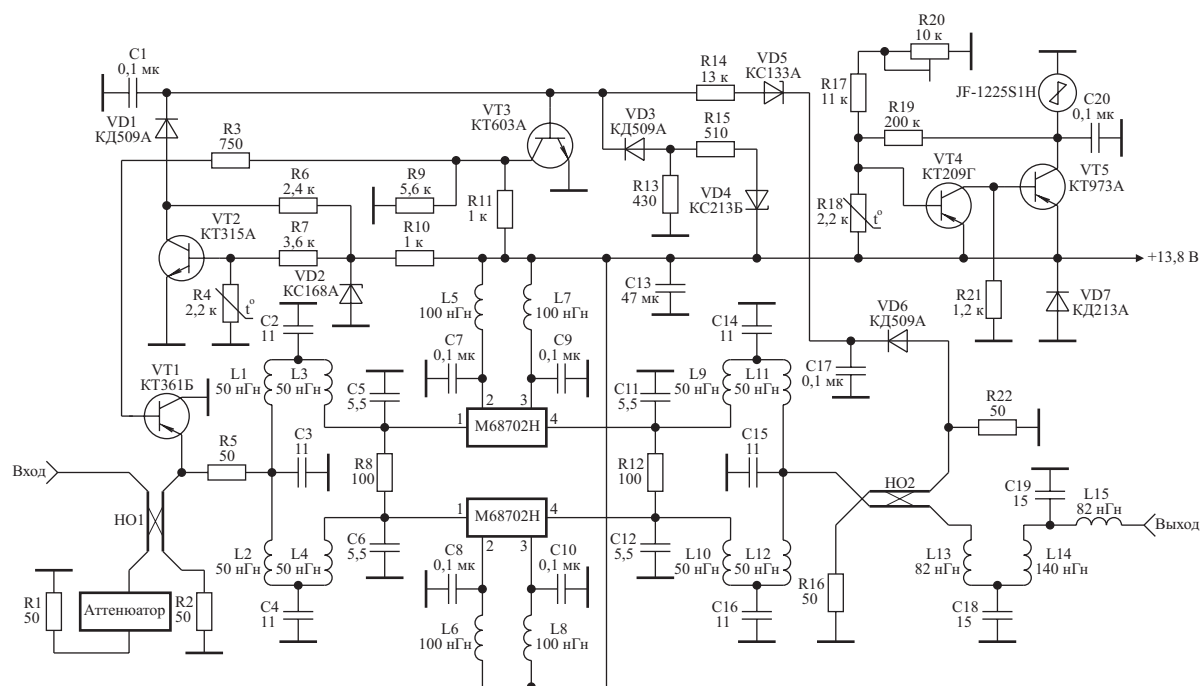 R20
10 к
C1
0,1 мк
R14
13 к
VD5
КС133А
R17
11 к
JF-1225S1H
VD1
КД509А
R3
750
VT3
КТ603А
VD3
КД509А
R15
510
R19
200 к
C20
0,1 мк
R6
2,4 к
R9
5,6 к
R11
1 к
R13
430
VD4
КС213Б
VT4
КТ209Г
VT5
КТ973А
R18
2,2 к
t°
VT2
КТ315А
R7
3,6 к
R10
1 к
+13,8 В
R4
2,2 к
t°
VD2
КС168А
C2
11
L5
100 нГн
L7
100 нГн
C13
47 мк
C14
11
VD6
КД509А
R21
1,2 к
VD7
КД213А
C7
0,1 мк
C9
0,1 мк
C17
0,1 мк
VT1
КТ361Б
L1
50 нГн
L3
50 нГн
C5
5,5
C11
5,5
L9
50 нГн
L11
50 нГн
R22
50
2
3
1
М68702Н
4
Вход
R5
50
C3
11
R8
100
R12
100
C15
11
НО2
C19
15
L15
82 нГн
НО1
1
М68702Н
4
2
3
Выход
L2
50 нГн
L4
50 нГн
C6
5,5
C8
0,1 мк
C10
0,1 мк
C12
5,5
L10
50 нГн
L12
50 нГн
R16
50
L13
82 нГн
L14
140 нГн
R1
50
Аттенюатор
R2
50
C4
11
L6
100 нГн
L8
100 нГн
C16
11
C18
15